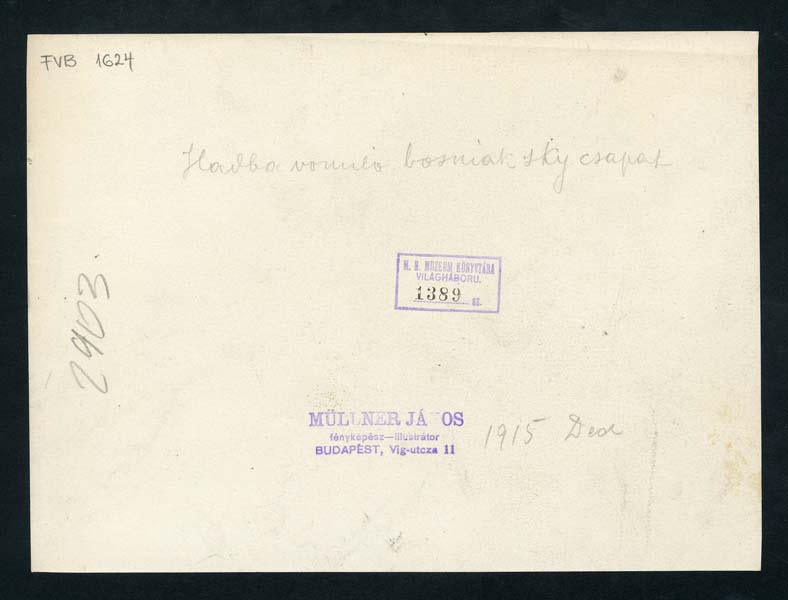 FVB 1624
Hadba vonuló bosniak sky csapat
M. N. MÚZEUM KÖNYVTÁRA
VILÁGHÁBORU.
1389 sz.
2903
MÜLLNER JÁ OS
fényképész—illustrátor
BUDAPEST, Vig-utcza 11
1915